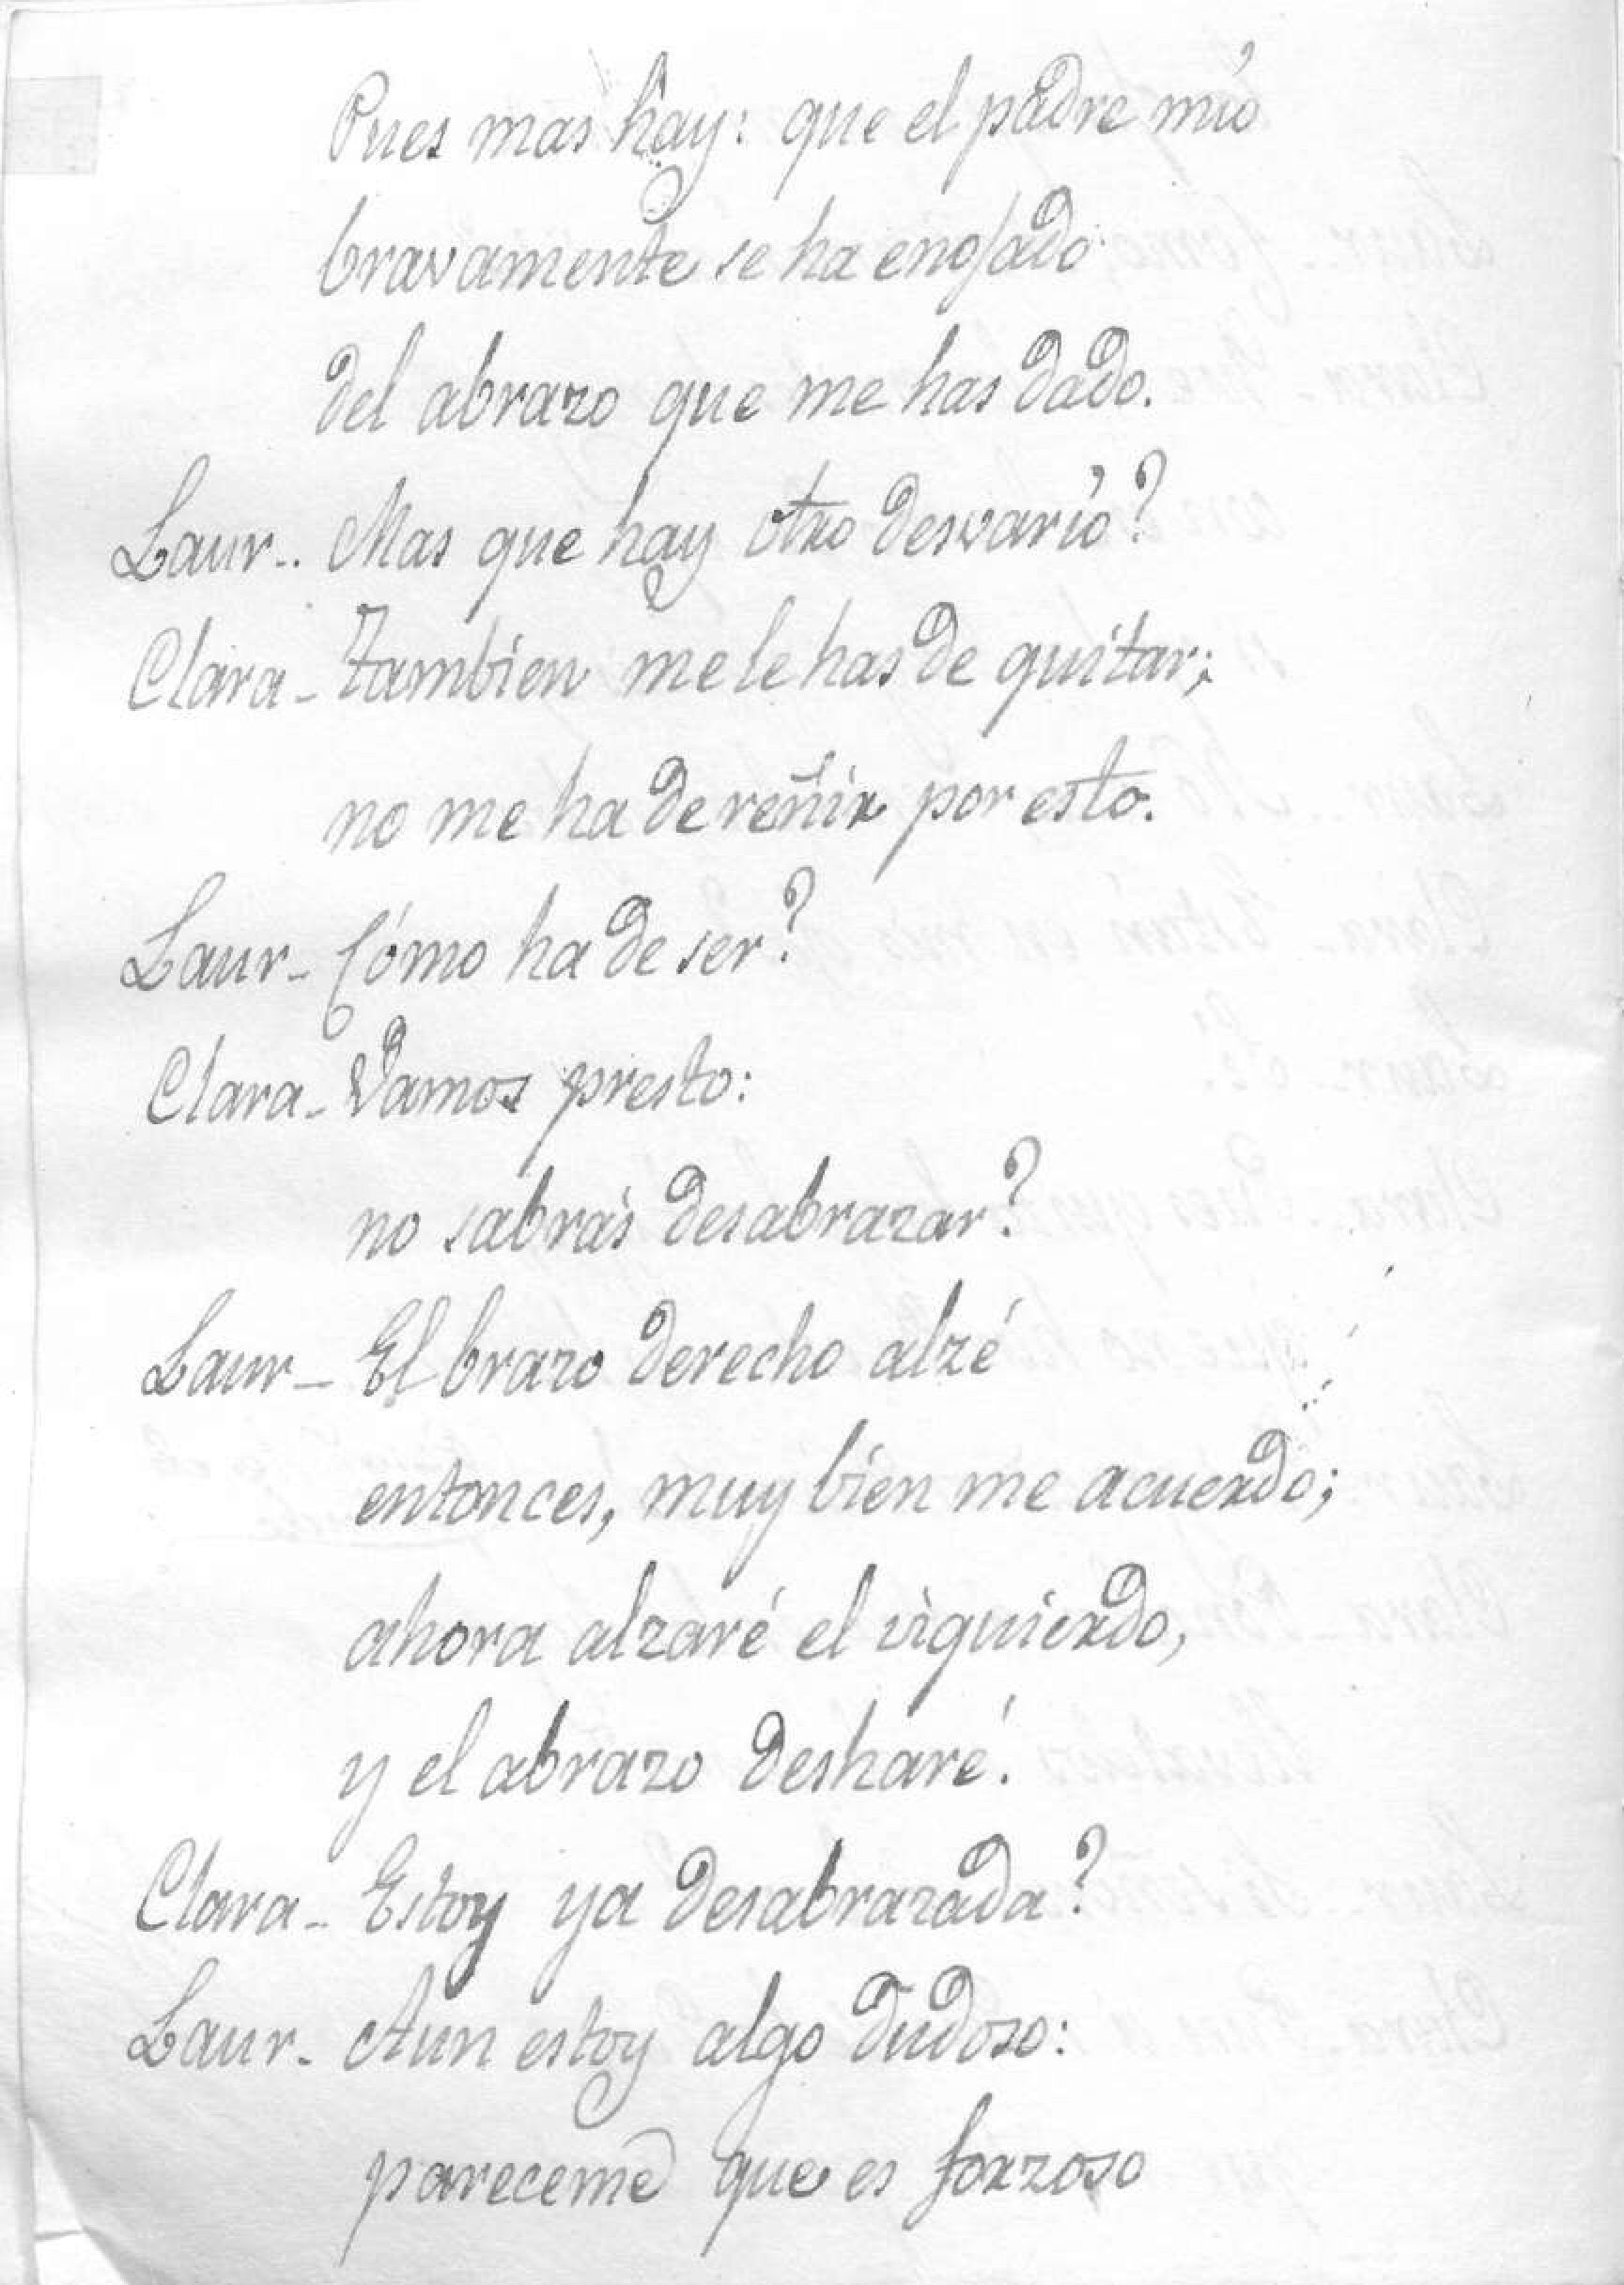 Pues mas hay: que el padre mío
bravamente se ha enojado
del abrazo que me has dado.
Laur.. Mas que hay otro desvarío?
Clara - Tambien me le has de quitar;
no me ha de reñir por esto.
Laur - Cómo ha de ser?
Clara - Vamos presto:
no sabrás desabrazar?
Laur - El brazo derecho alzé
entonces, muy bien me acuerdo;
ahora alzaré el izquierdo,
y el abrazo desharé.
Clara - Estoy ya desabrazada?
Laur - Aun estoy algo dudoso:
pareceme que es forzoso